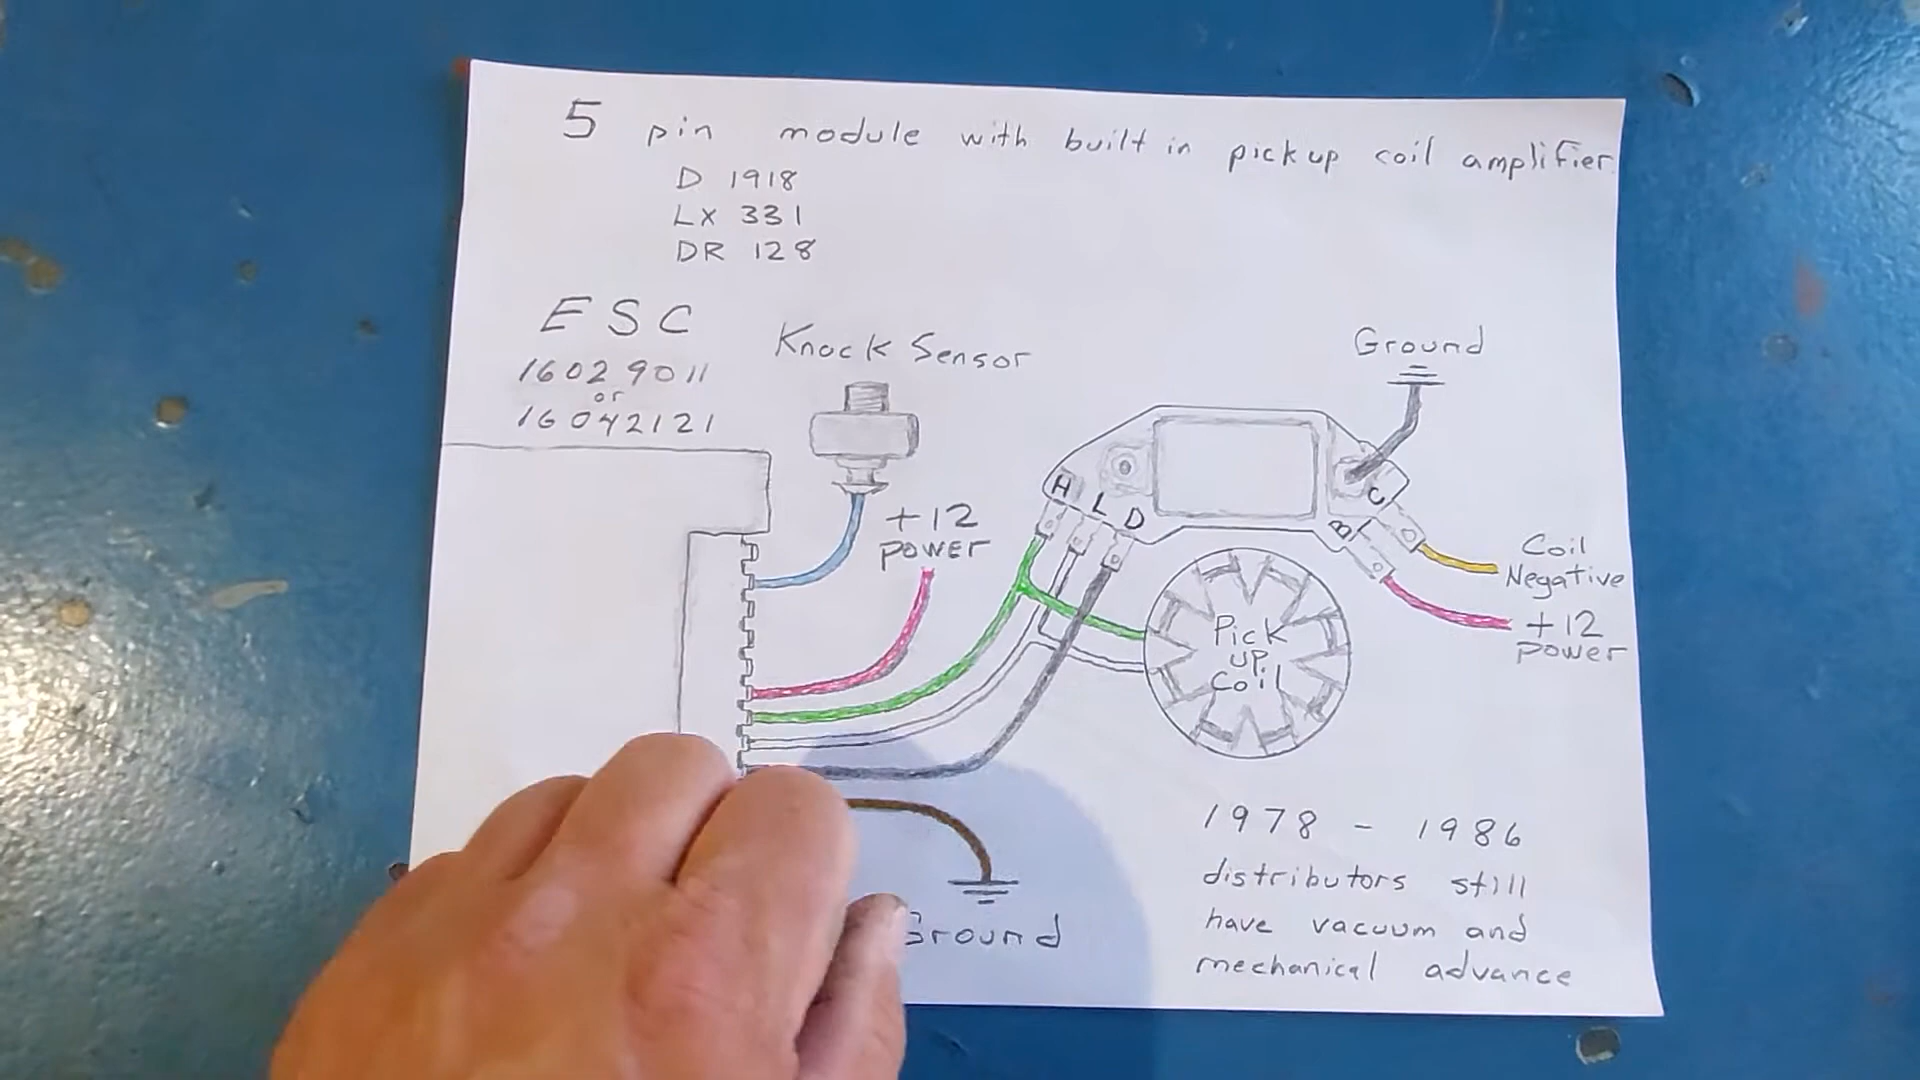 5 pin module with built in pickup coil amplifier.
D 1918
LX 331
DR 128
ESC
16029011
or
16042121
Knock Sensor
+12
power
Ground
H L D
B C
Coil
Negative
+12
power
Pick
up
coil
Ground
1978 - 1986
distributors still
have vacuum and
mechanical advance